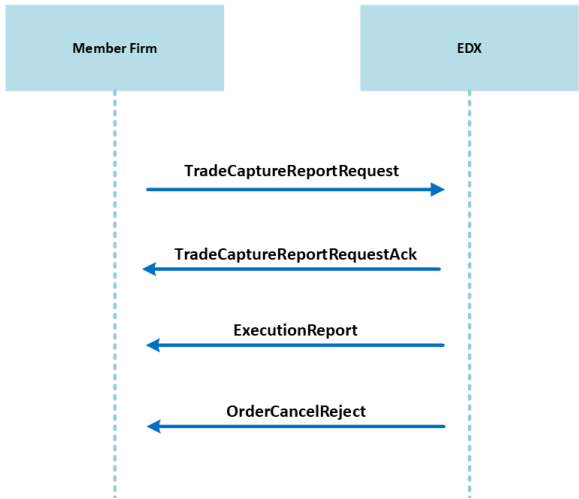 Member Firm
EDX
TradeCaptureReportRequest
TradeCaptureReportRequestAck
ExecutionReport
OrderCancelReject